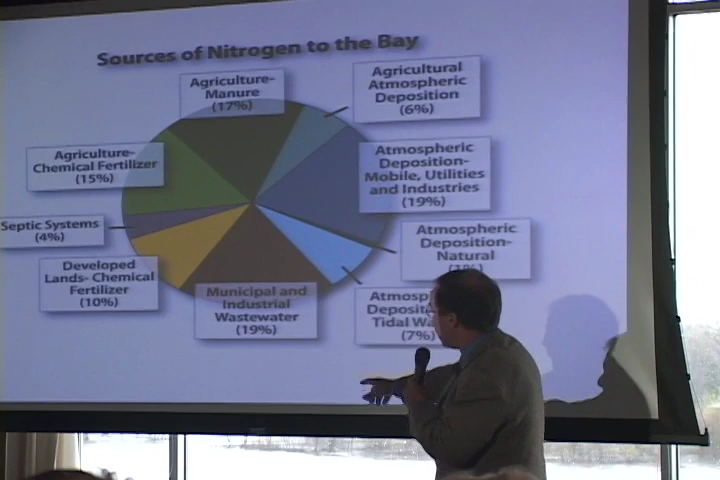 Sources of Nitrogen to the Bay
Agriculture-
Manure
(17%)
Agricultural
Atmospheric
Deposition
(6%)
Agriculture-
Chemical Fertilizer
(15%)
Atmospheric
Deposition-
Mobile, Utilities
and Industries
(19%)
Septic Systems
(4%)
Atmospheric
Deposition-
Natural
(1%)
Developed
Lands- Chemical
Fertilizer
(10%)
Municipal and
Industrial
Wastewater
(19%)
Tidal
(7%)